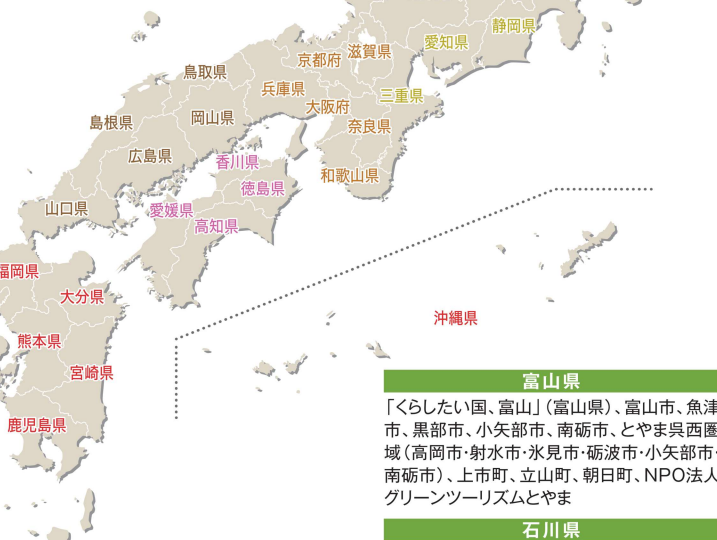 静岡県
愛知県
滋賀県
京都府
鳥取県
兵庫県
三重県
大阪府
岡山県
島根県
奈良県
広島県
香川県
和歌山県
徳島県
山口県
愛媛県
高知県
福岡県
大分県
沖縄県
熊本県
宮崎県
鹿児島県
富山県
「くらしたい国、富山」（富山県）、富山市、魚津
市、黒部市、小矢部市、南砺市、とやま呉西圏
域（高岡市・射水市・氷見市・砺波市・小矢部市・
南砺市）、上市町、立山町、朝日町、NPO法人
グリーンツーリズムとやま
石川県